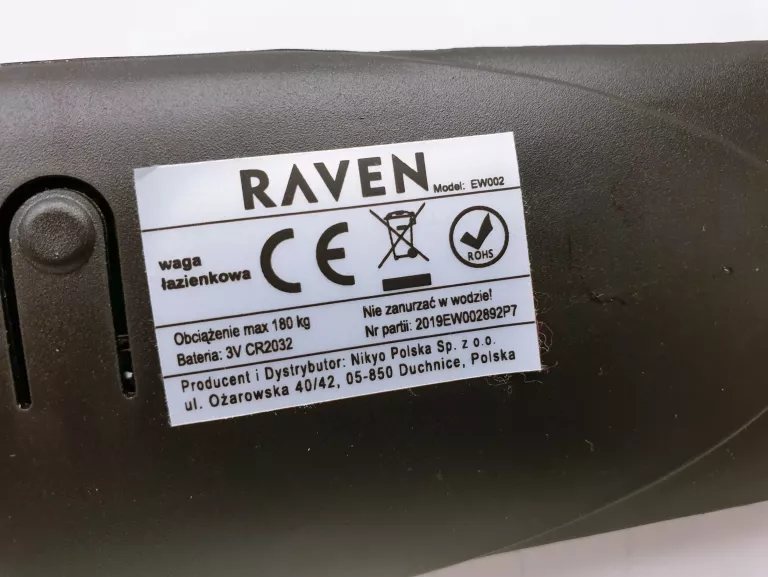 RAVEN Model: EW002
waga
łazienkowa
CE
ROHS
Obciążenie max 180 kg Nie zanurzać w wodzie!
Bateria: 3V CR2032 Nr partii: 2019EW002892P7
Producent i Dystrybutor: Nikyo Polska Sp. z o.o.
ul. Ożarowska 40/42, 05-850 Duchnice, Polska